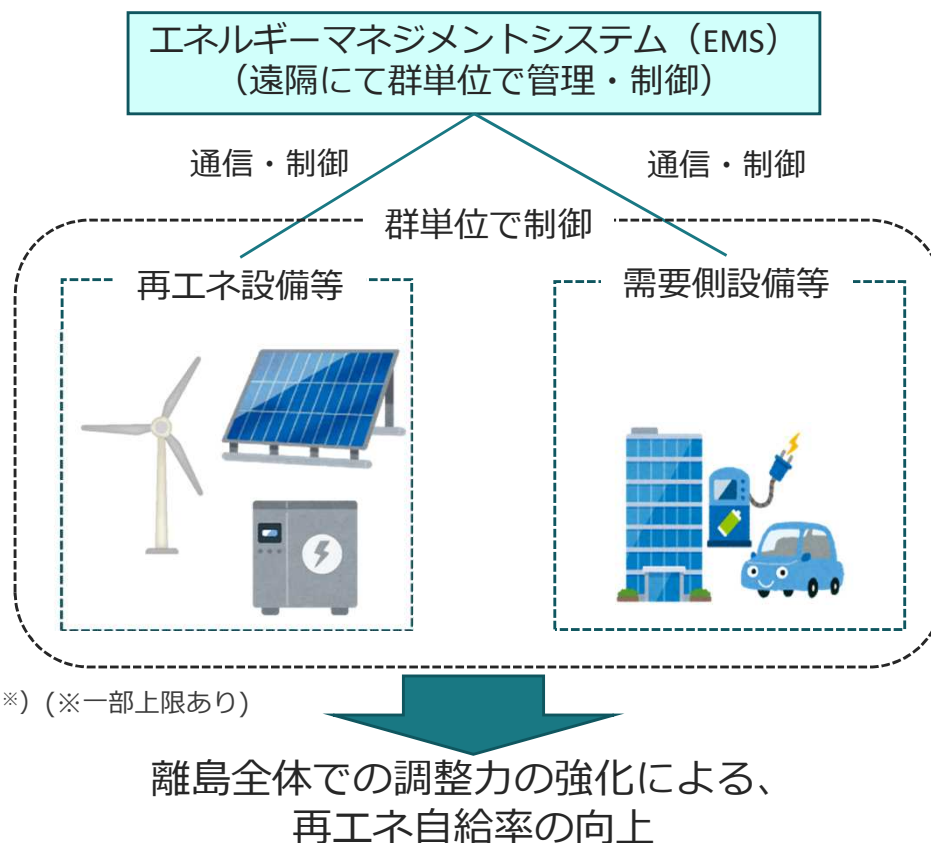 エネルギーマネジメントシステム（EMS）
（遠隔にて群単位で管理・制御）
通信・制御
通信・制御
群単位で制御
再エネ設備等
需要側設備等
※）(※一部上限あり)
離島全体での調整力の強化による、
再エネ自給率の向上